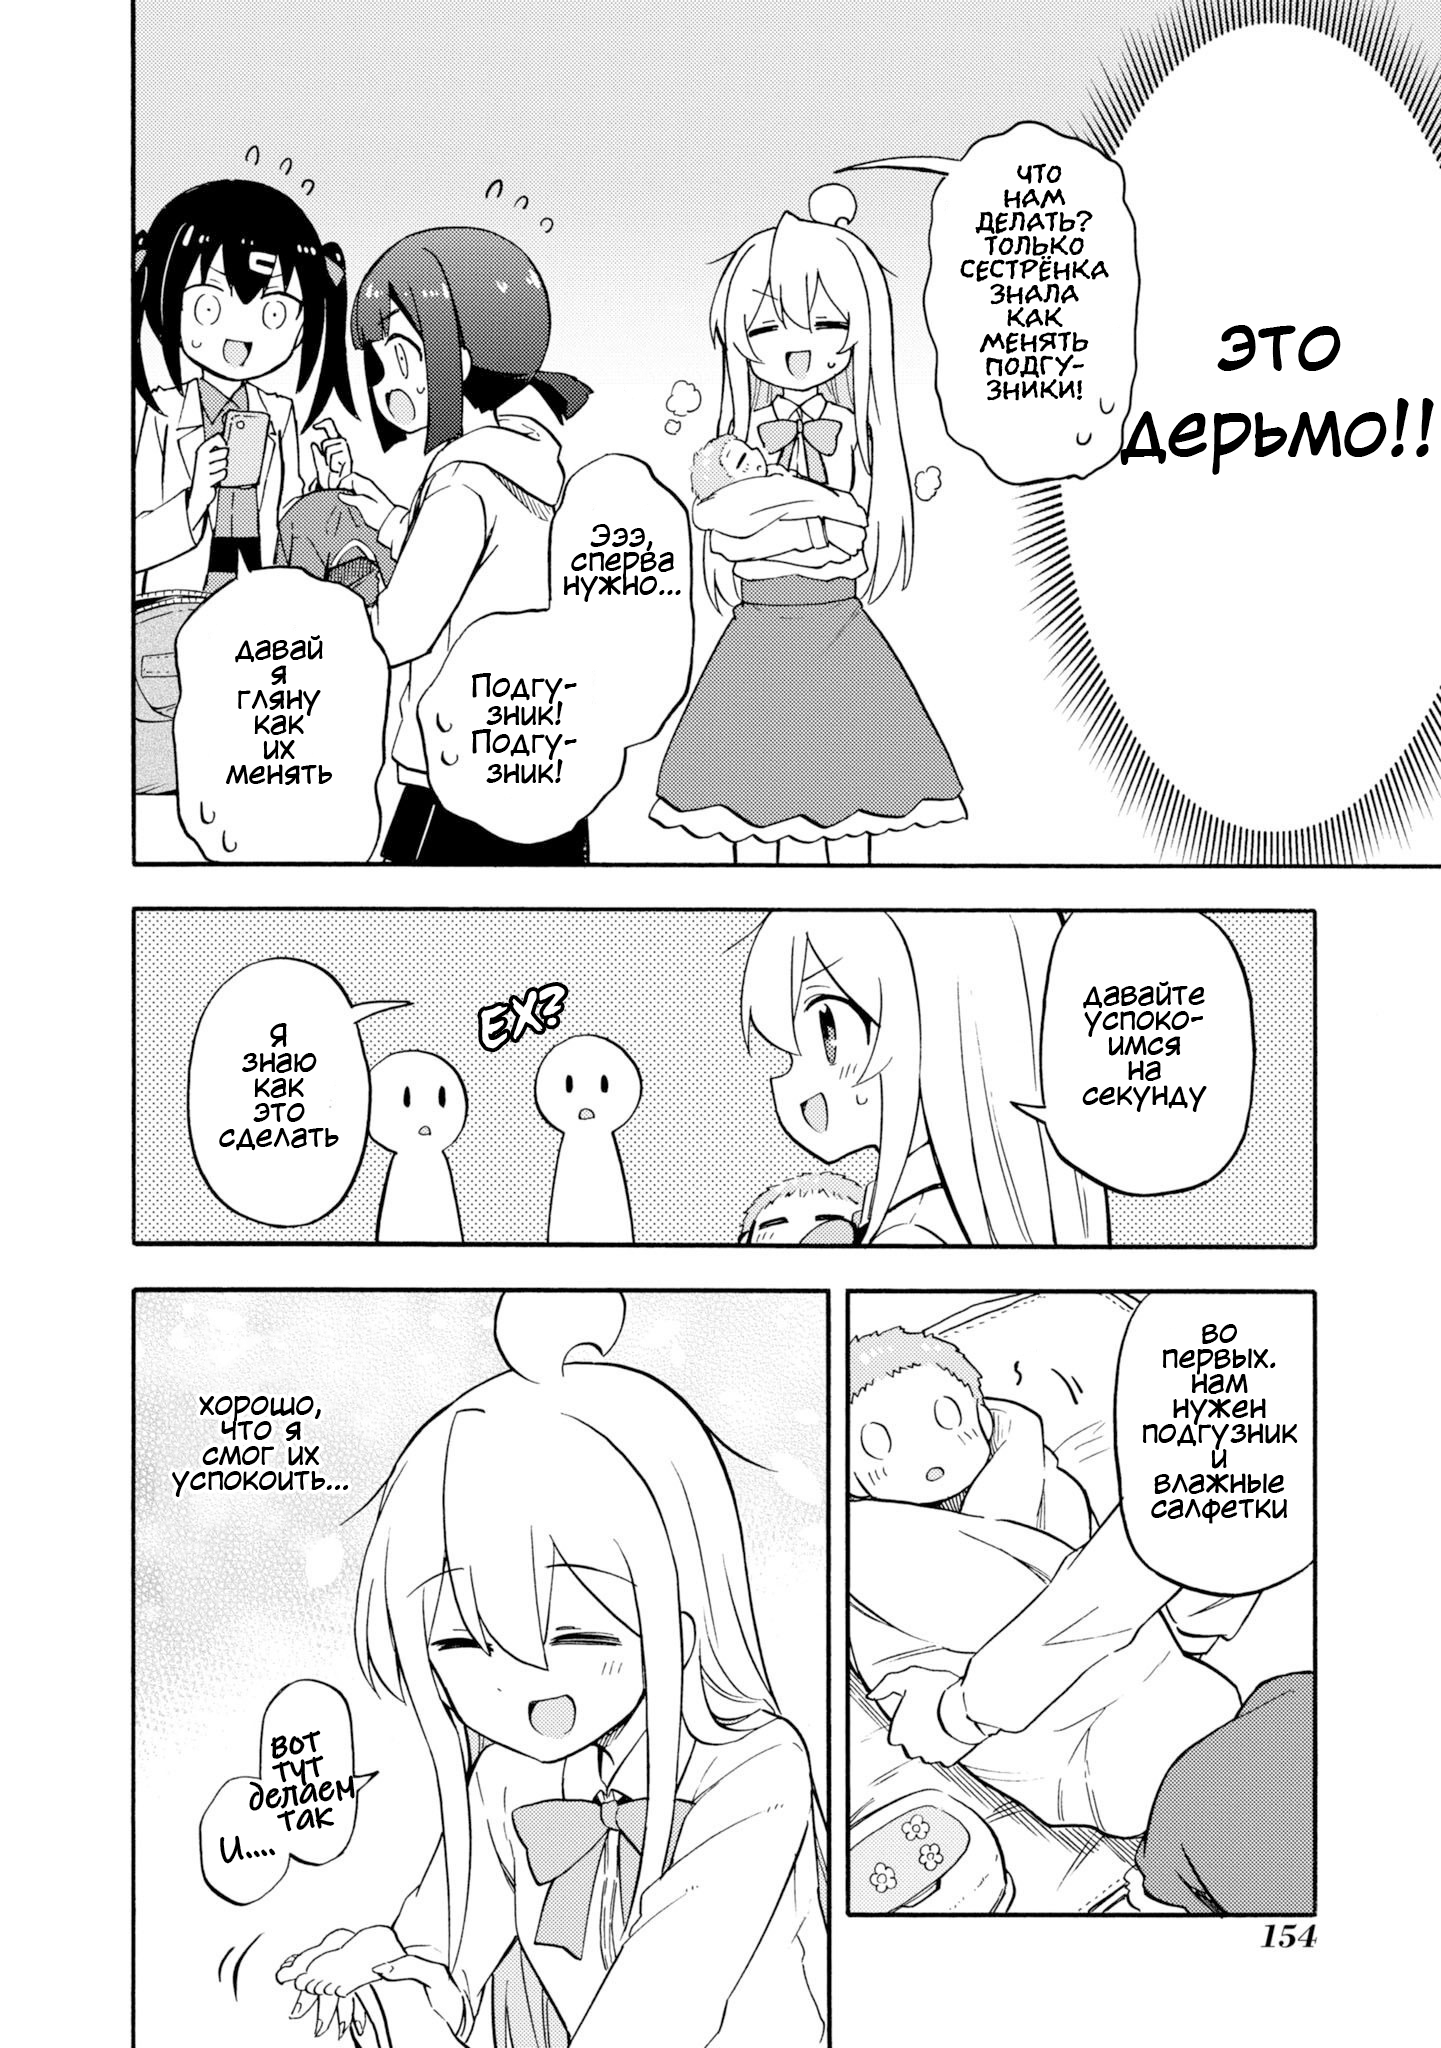 ЭТО
ДЕРЬМО!!
ЧТО
НАМ
ДЕЛАТЬ?
ТОЛЬКО
СЕСТРЁНКА
ЗНАЛА
КАК
МЕНЯТЬ
ПОДГУ-
ЗНИКИ!
Эээ,
сперва
нужно...
Подгу-
зник!
Подгу-
зник!
давай
я
гляну
как
их
менять
давайте
успоко-
имся
на
секунду
ЕХ?
Я
знаю
как
это
сделать
во
первых.
нам
нужен
подгузник
и
влажные
салфетки
хорошо,
что я
смог их
успокоить...
вот
тут
делаем
так
и....
154